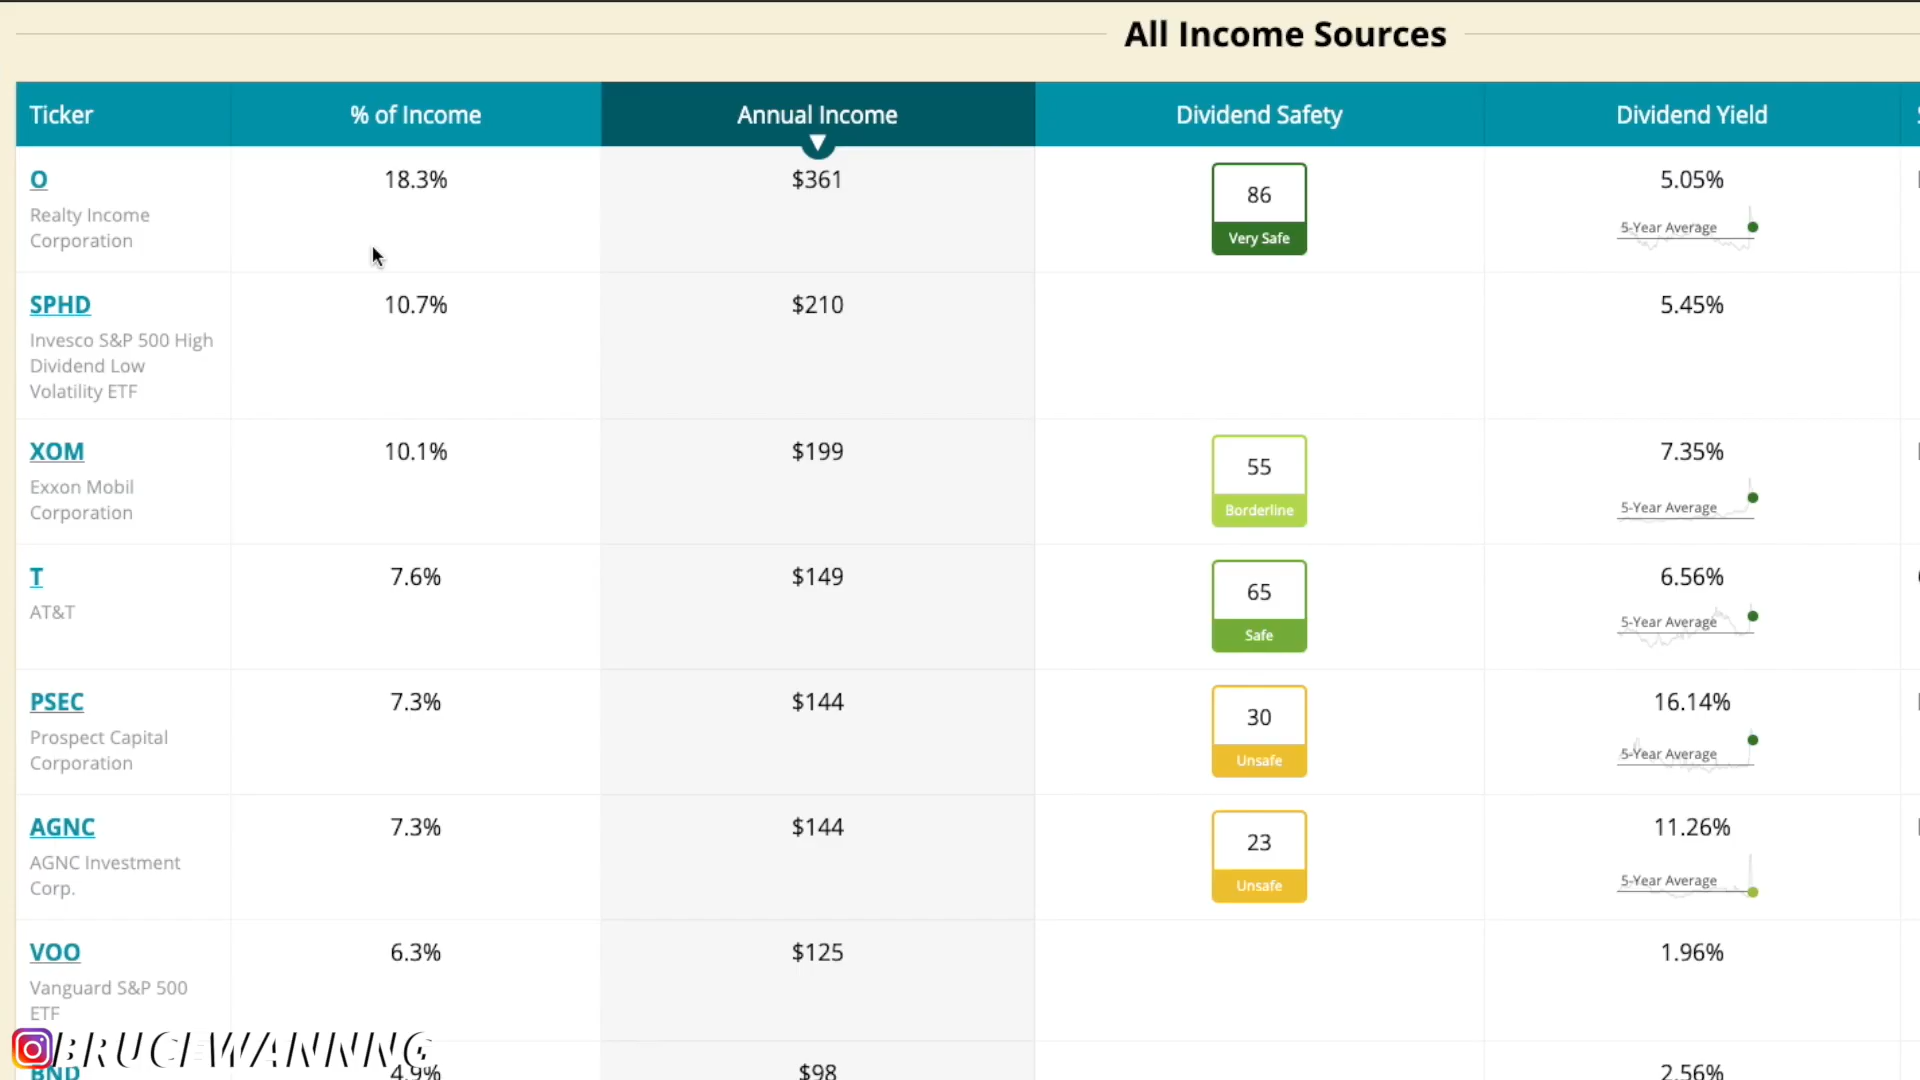 All Income Sources
Ticker % of Income Annual Income Dividend Safety Dividend Yield
O 18.3% $361 86 5.05%
Realty Income
Corporation
Very Safe
5-Year Average
SPHD 10.7% $210 5.45%
Invesco S&P 500 High
Dividend Low
Volatility ETF
XOM 10.1% $199 55 7.35%
Exxon Mobil
Corporation
Borderline
5-Year Average
T 7.6% $149 65 6.56%
AT&T
Safe
5-Year Average
PSEC 7.3% $144 30 16.14%
Prospect Capital
Corporation
Unsafe
5-Year Average
AGNC 7.3% $144 23 11.26%
AGNC Investment
Corp.
Unsafe
5-Year Average
VOO 6.3% $125 1.96%
Vanguard S&P 500
ETF
BRUCEWANNNG
BND 4.9% $98 2.56%